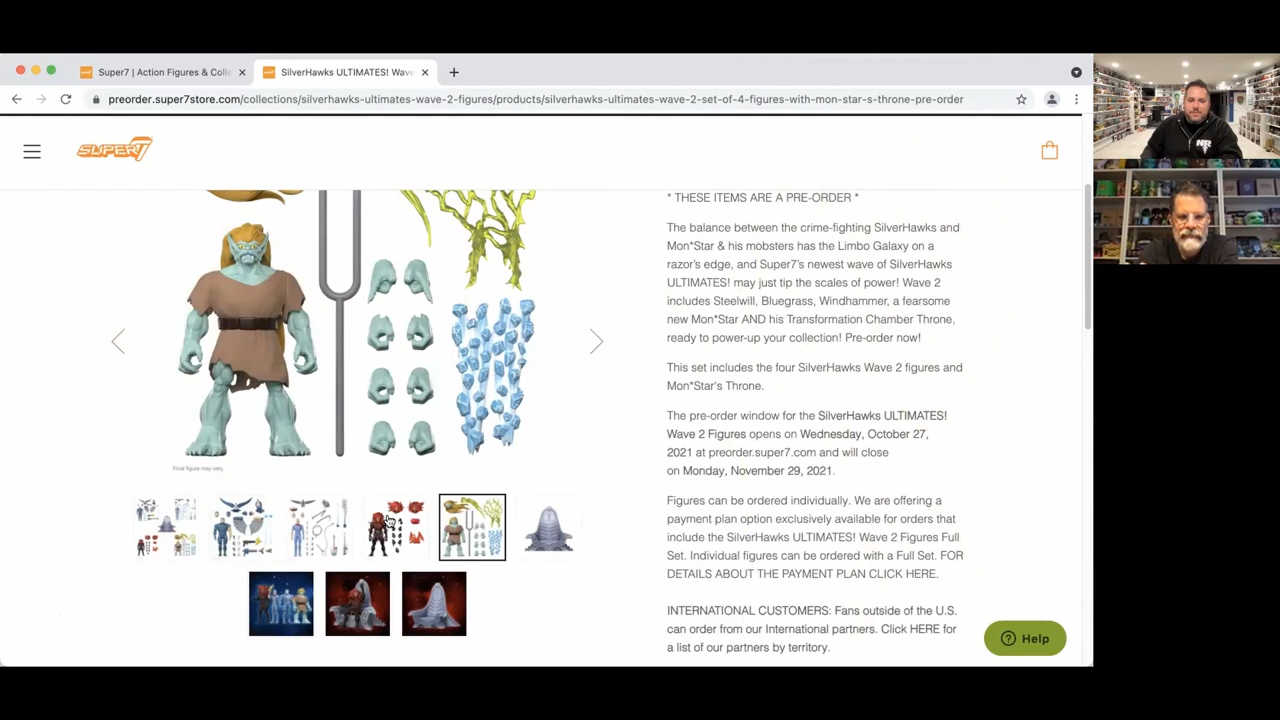 Super7 | Action Figures & Colle
SilverHawks ULTIMATES! Wave
preorder.super7store.com/collections/silverhawks-ultimates-wave-2-figures/products/silverhawks-ultimates-wave-2-set-of-4-figures-with-mon-star-s-throne-pre-order
SUPER7
* THESE ITEMS ARE A PRE-ORDER *
The balance between the crime-fighting SilverHawks and
Mon*Star & his mobsters has the Limbo Galaxy on a
razor's edge, and Super7's newest wave of SilverHawks
ULTIMATES! may just tip the scales of power! Wave 2
includes Steelwill, Bluegrass, Windhammer, a fearsome
new Mon*Star AND his Transformation Chamber Throne,
ready to power-up your collection! Pre-order now!
This set includes the four SilverHawks Wave 2 figures and
Mon*Star's Throne.
The pre-order window for the SilverHawks ULTIMATES!
Wave 2 Figures opens on Wednesday, October 27,
2021 at preorder.super7.com and will close
on Monday, November 29, 2021.
Final figure may vary.
Figures can be ordered individually. We are offering a
payment plan option exclusively available for orders that
include the SilverHawks ULTIMATES! Wave 2 Figures Full
Set. Individual figures can be ordered with a Full Set. FOR
DETAILS ABOUT THE PAYMENT PLAN CLICK HERE.
INTERNATIONAL CUSTOMERS: Fans outside of the U.S.
can order from our International partners. Click HERE for
a list of our partners by territory.
Help
NR